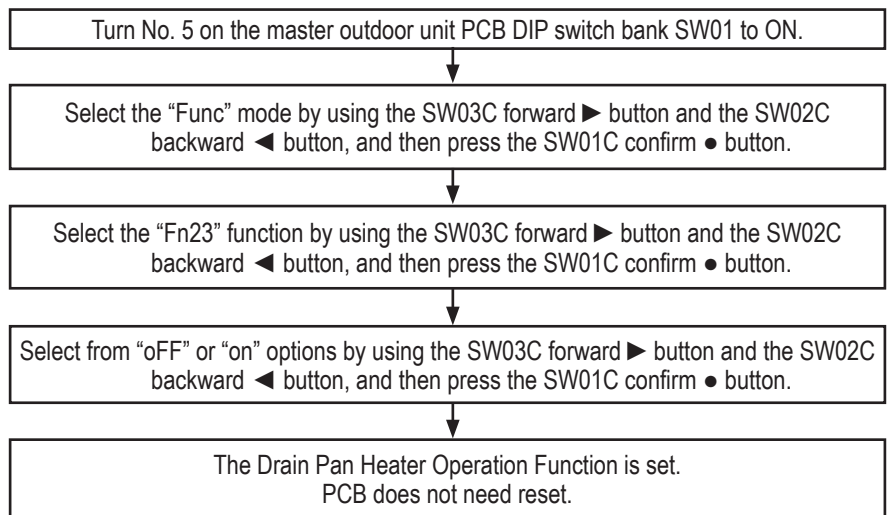 Turn No. 5 on the master outdoor unit PCB DIP switch bank SW01 to ON.
Select the “Func” mode by using the SW03C forward ► button and the SW02C
backward ◄ button, and then press the SW01C confirm ● button.
Select the “Fn23” function by using the SW03C forward ► button and the SW02C
backward ◄ button, and then press the SW01C confirm ● button.
Select from “oFF” or “on” options by using the SW03C forward ► button and the SW02C
backward ◄ button, and then press the SW01C confirm ● button.
The Drain Pan Heater Operation Function is set.
PCB does not need reset.